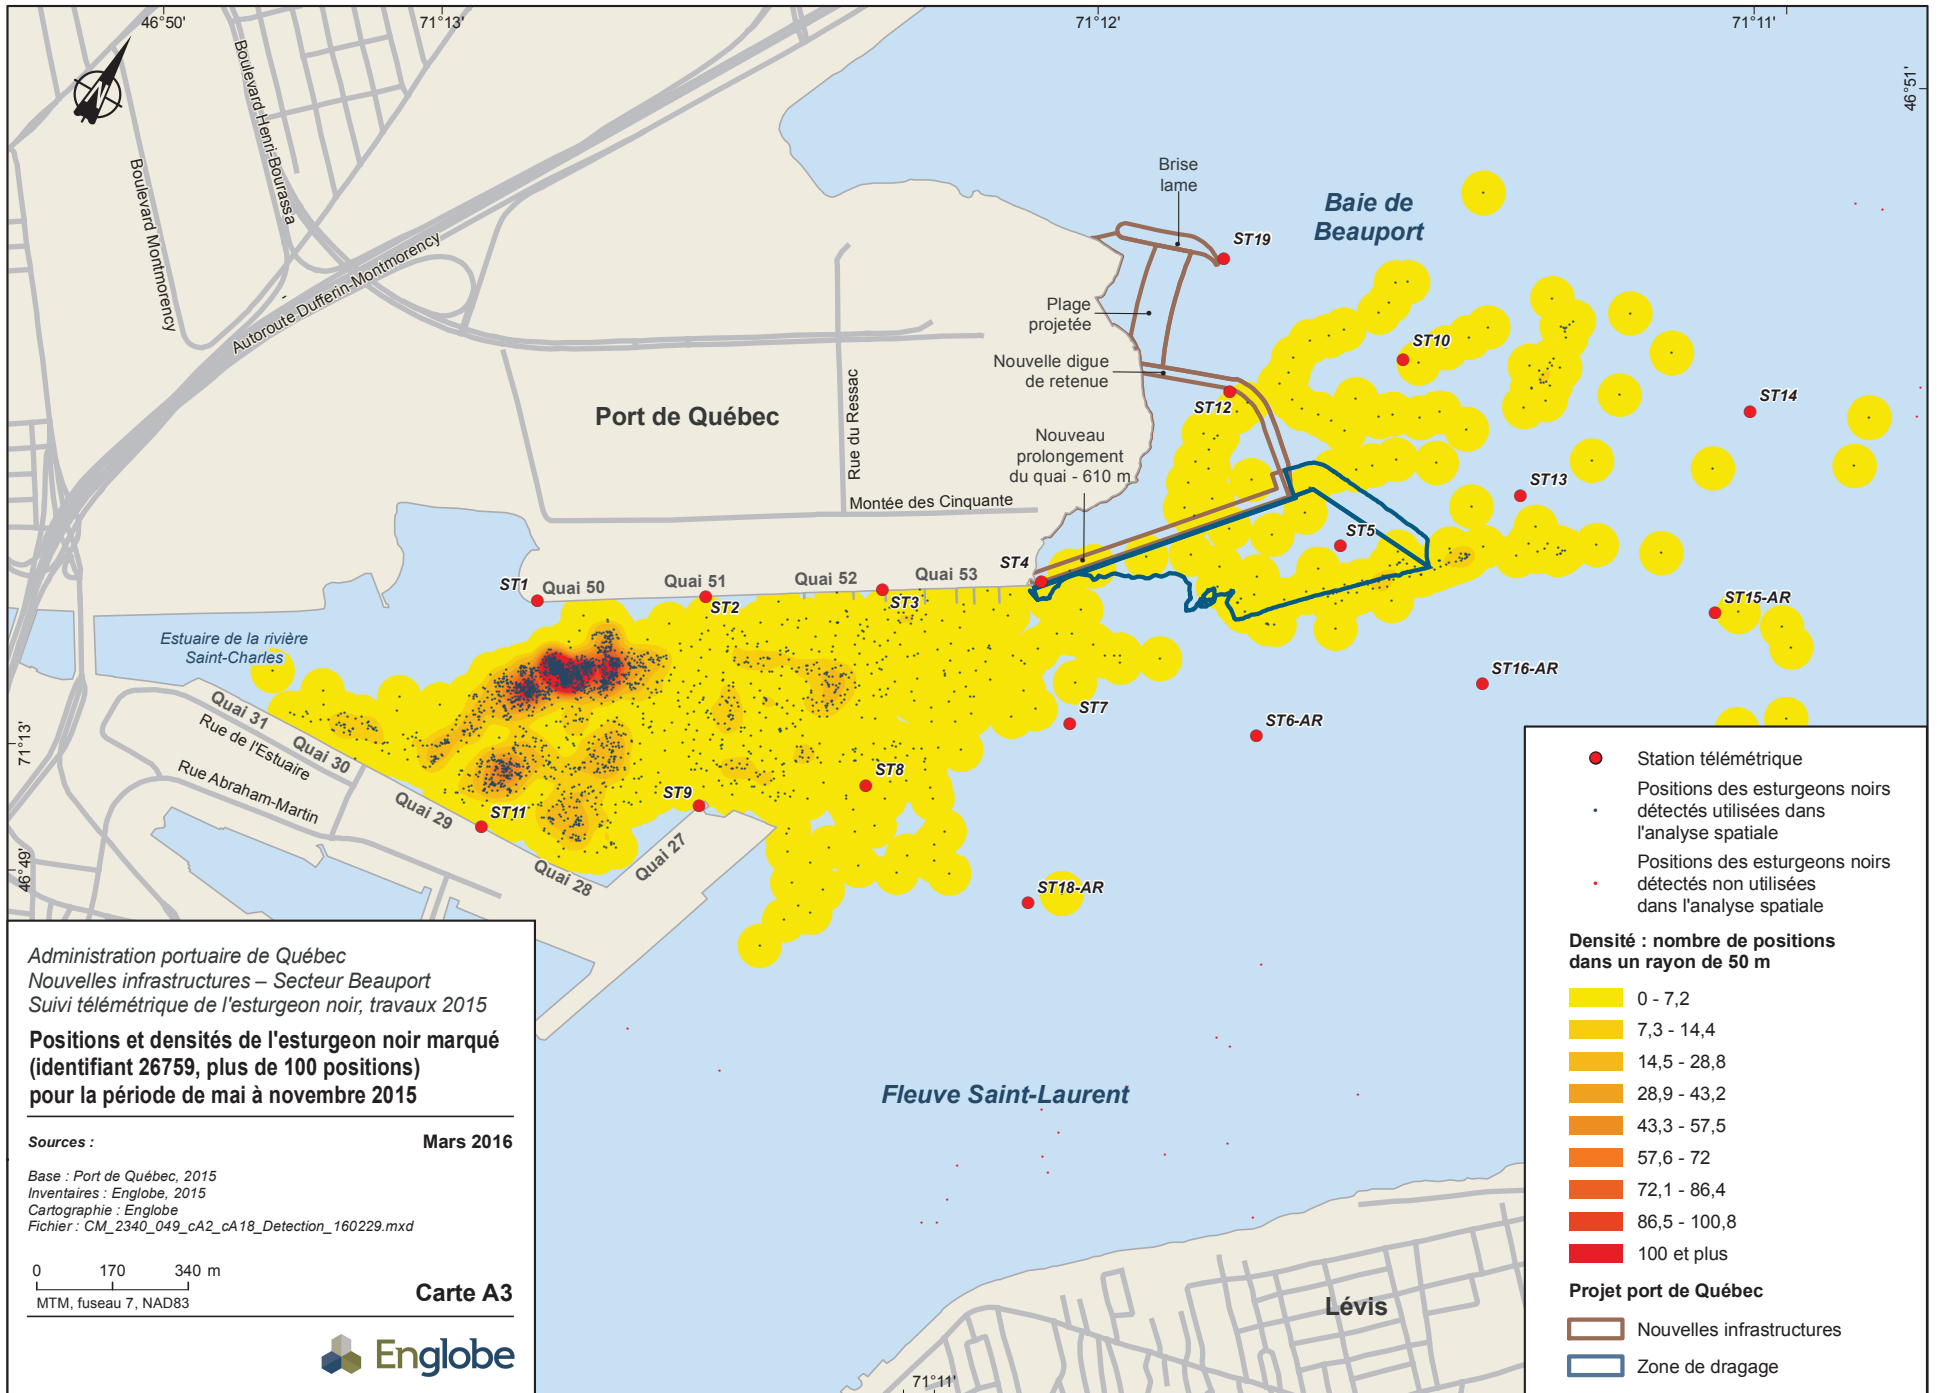 46°50'
71°13'
71°12'
71°11'
46°51'
Boulevard Henri-Bourassa
Boulevard Montmorency
Autoroute Dufferin-Montmorency
Brise
lame
Baie de
Beauport
ST19
Plage
projetée
ST10
Nouvelle digue
de retenue
ST12
ST14
Port de Québec
Rue du Ressac
Nouveau
prolongement
du quai - 610 m
Montée des Cinquante
ST13
ST5
ST4
ST1
Quai 50
Quai 51
Quai 52
Quai 53
ST2
ST3
ST15-AR
Estuaire de la rivière
Saint-Charles
ST16-AR
Quai 31
Rue de l'Estuaire
Quai 30
Rue Abraham-Martin
Quai 29
ST7
ST6-AR
71°13'
ST8
ST9
ST11
Quai 27
Quai 28
46°49'
ST18-AR
Fleuve Saint-Laurent
Lévis
71°11'
Administration portuaire de Québec
Nouvelles infrastructures – Secteur Beauport
Suivi télémétrique de l'esturgeon noir, travaux 2015
Positions et densités de l'esturgeon noir marqué
(identifiant 26759, plus de 100 positions)
pour la période de mai à novembre 2015
Sources :
Mars 2016
Base : Port de Québec, 2015
Inventaires : Englobe, 2015
Cartographie : Englobe
Fichier : CM_2340_049_cA2_cA18_Detection_160229.mxd
0 170 340 m
MTM, fuseau 7, NAD83
Carte A3
Englobe
Station télémétrique
Positions des esturgeons noirs
détectés utilisées dans
l'analyse spatiale
Positions des esturgeons noirs
détectés non utilisées
dans l'analyse spatiale
Densité : nombre de positions
dans un rayon de 50 m
0 - 7,2
7,3 - 14,4
14,5 - 28,8
28,9 - 43,2
43,3 - 57,5
57,6 - 72
72,1 - 86,4
86,5 - 100,8
100 et plus
Projet port de Québec
Nouvelles infrastructures
Zone de dragage